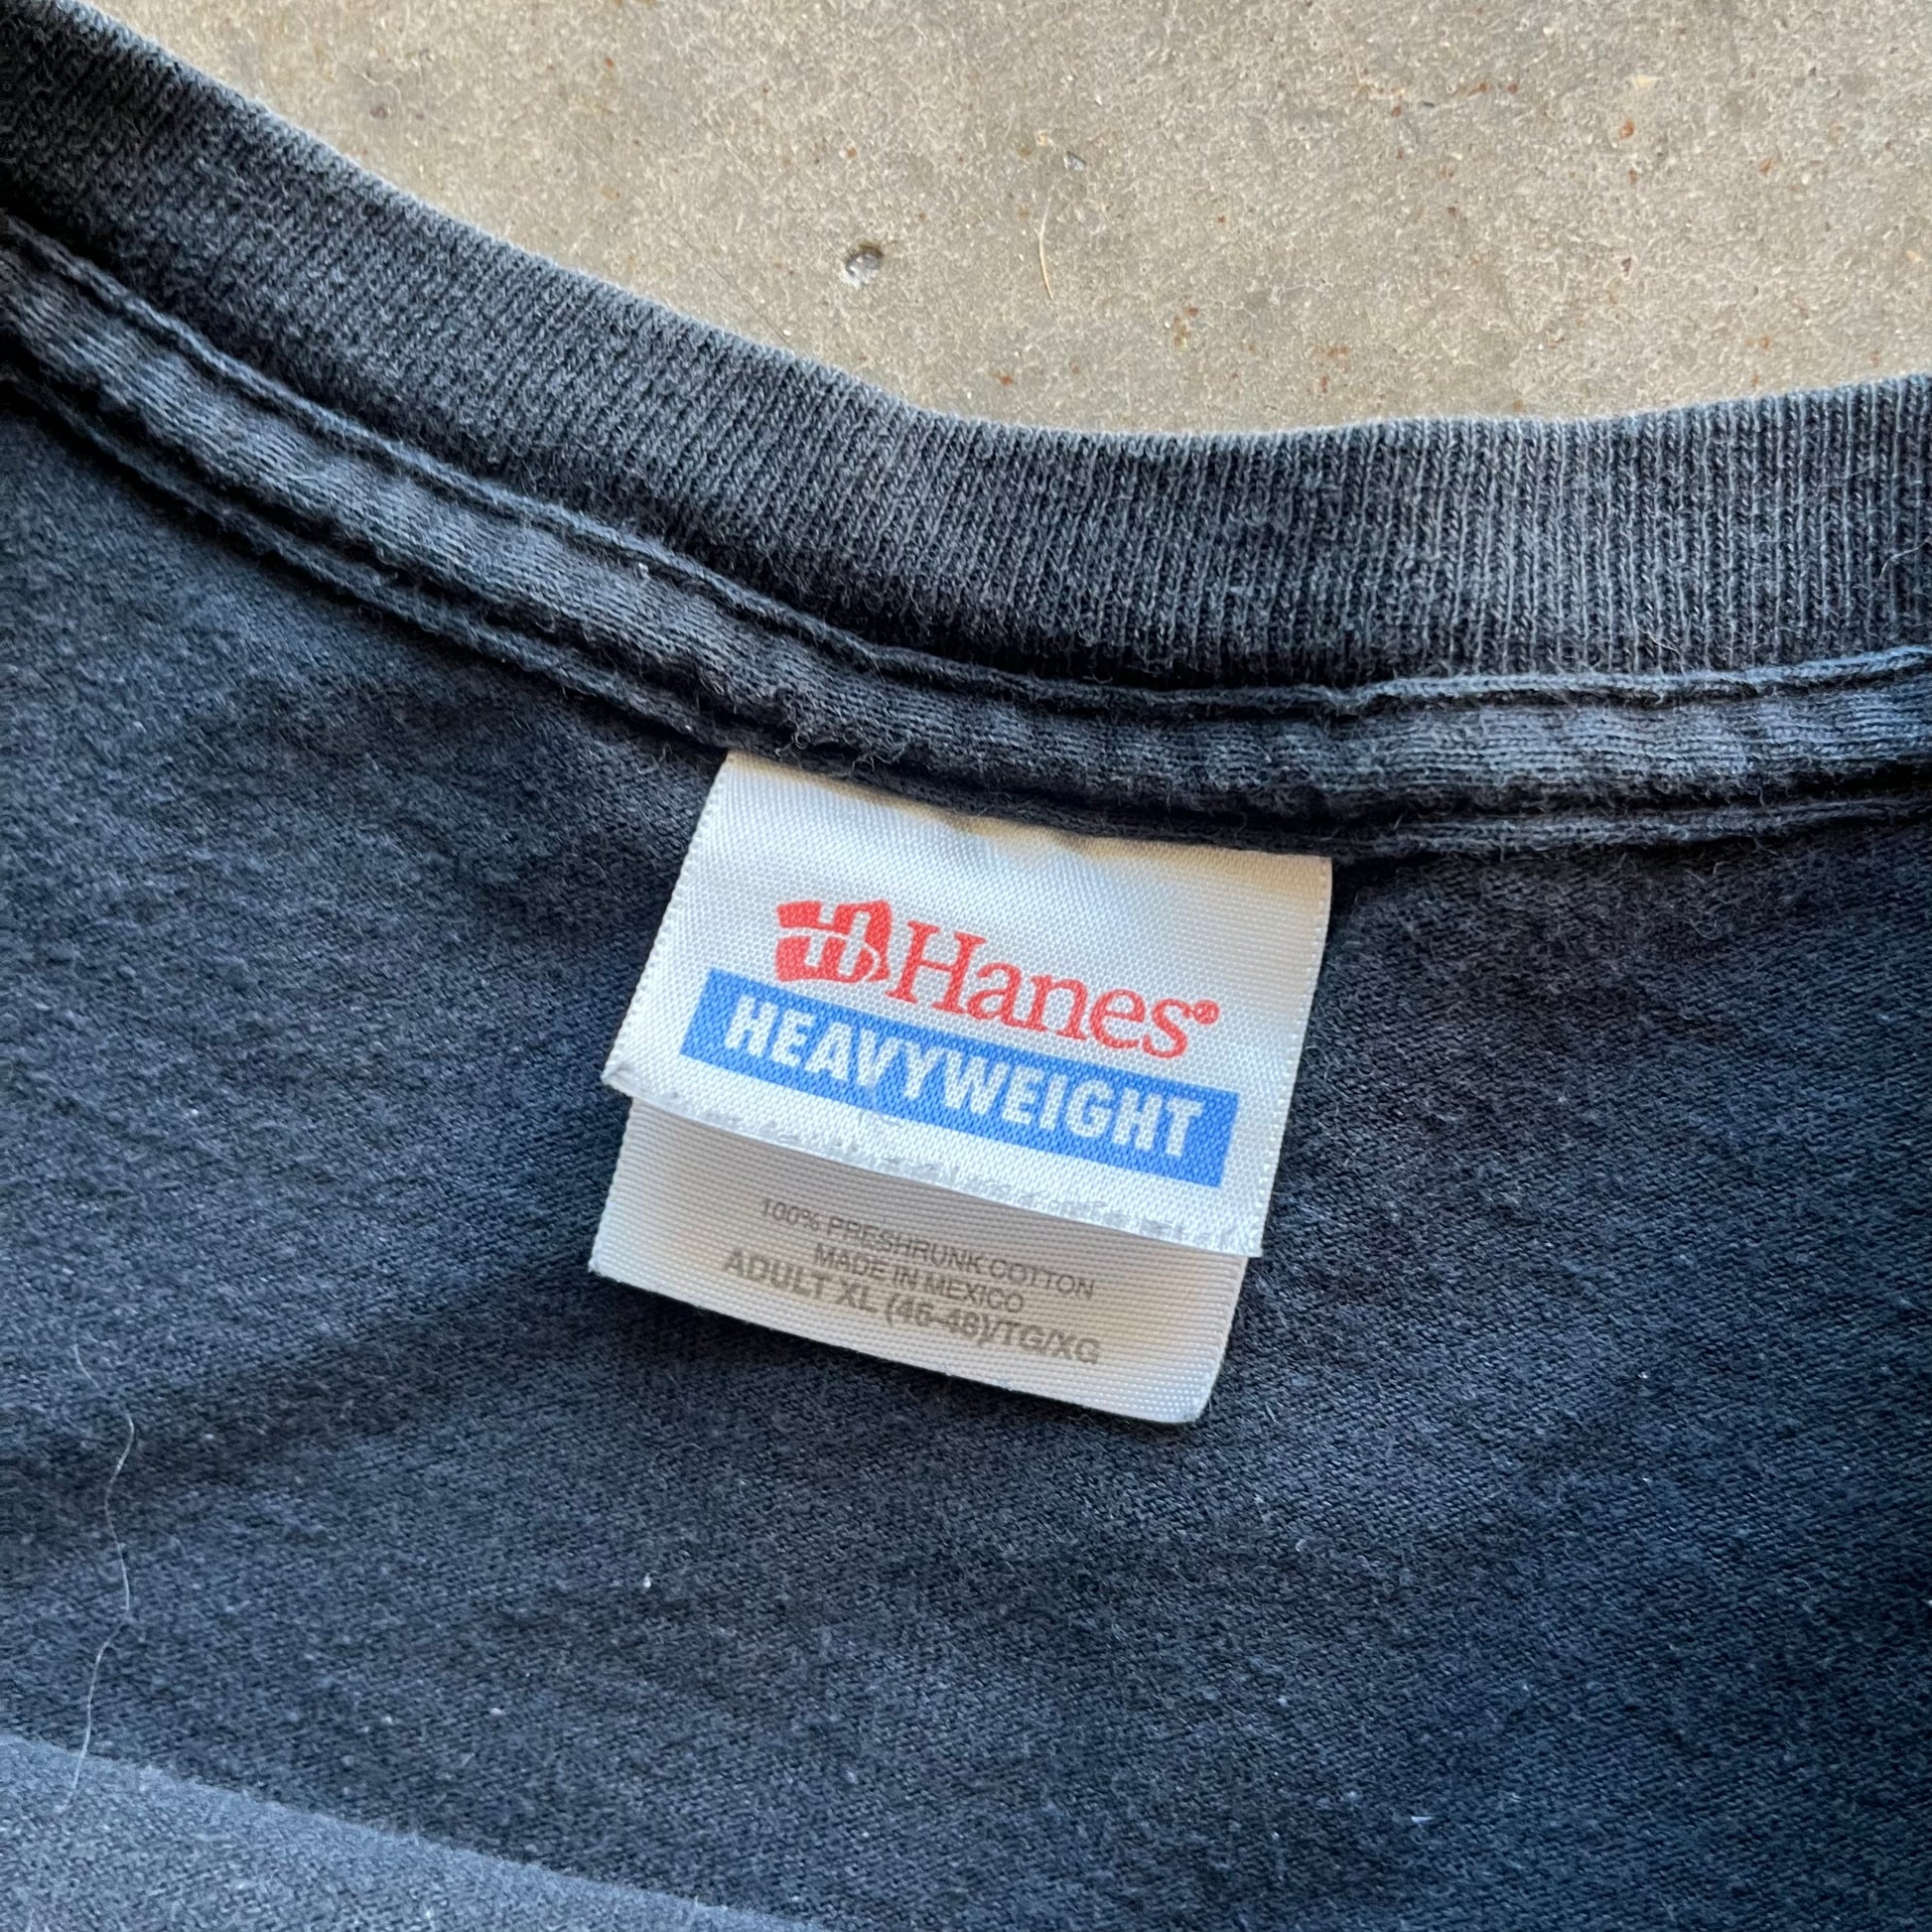 Hanes®
HEAVYWEIGHT
100% PRESHRUNK COTTON
MADE IN MEXICO
ADULT XL (46-48)/TG/XG